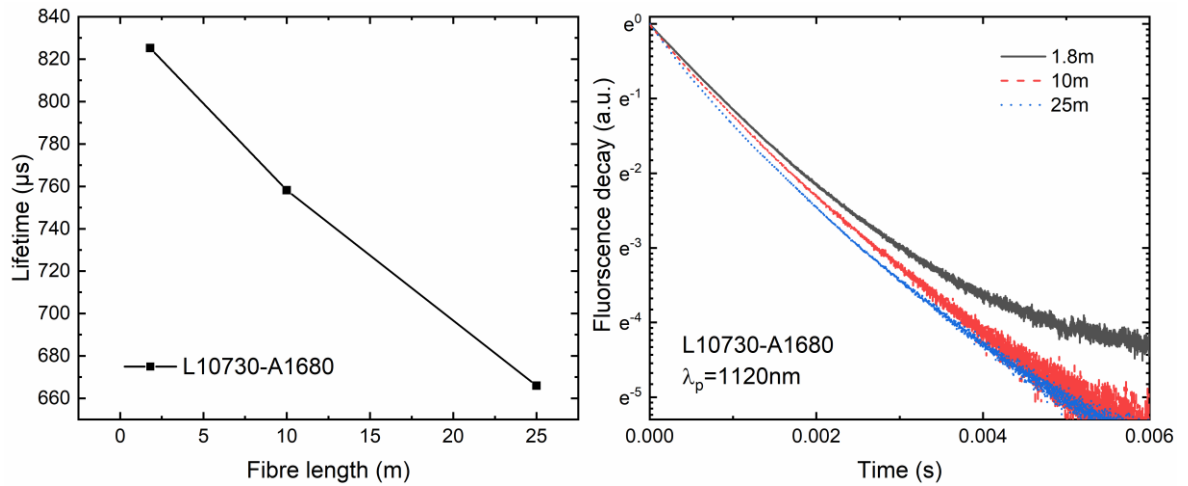 840
820
800
780
760
740
720
700
680
660
Lifetime (µs)
L10730-A1680
0 5 10 15 20 25
Fibre length (m)
e⁰
e⁻¹
e⁻²
e⁻³
e⁻⁴
e⁻⁵
Fluorscence decay (a.u.)
1.8m
10m
25m
L10730-A1680
λₚ=1120nm
0.000 0.002 0.004 0.006
Time (s)